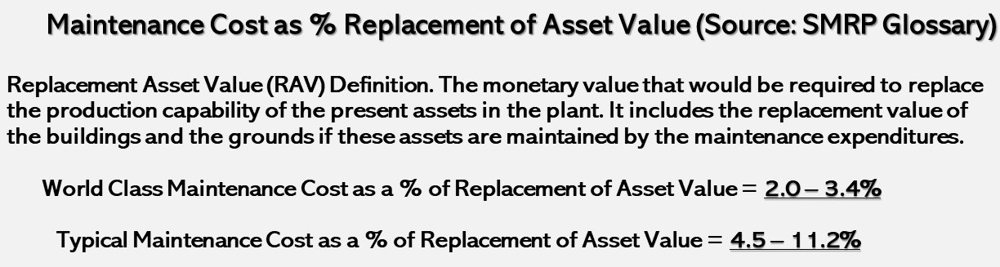 Maintenance Cost as % Replacement of Asset Value (Source: SMRP Glossary)
Replacement Asset Value (RAV) Definition. The monetary value that would be required to replace
the production capability of the present assets in the plant. It includes the replacement value of
the buildings and the grounds if these assets are maintained by the maintenance expenditures.
World Class Maintenance Cost as a % of Replacement of Asset Value = 2.0 – 3.4%
Typical Maintenance Cost as a % of Replacement of Asset Value = 4.5 – 11.2%